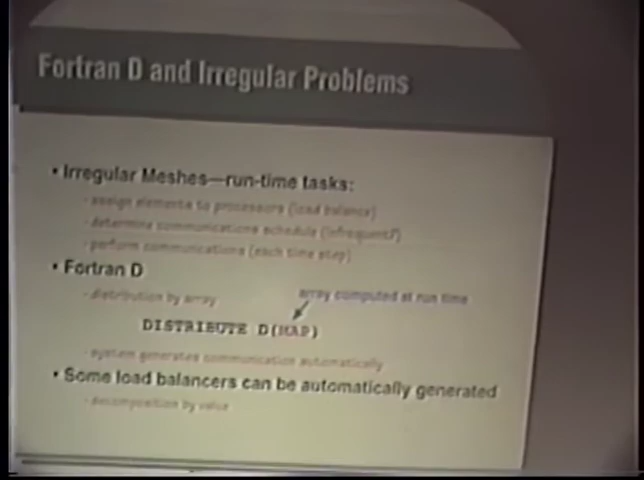 Fortran D and Irregular Problems
• Irregular Meshes—run-time tasks:
- assign elements to processors (load balance)
- determine communications schedule (infrequent!)
- perform communications (each time step)
• Fortran D
- distribution by array
array computed at run time
DISTRIBUTE D(MAP)
- system generates communication automatically
• Some load balancers can be automatically generated
- decomposition by value